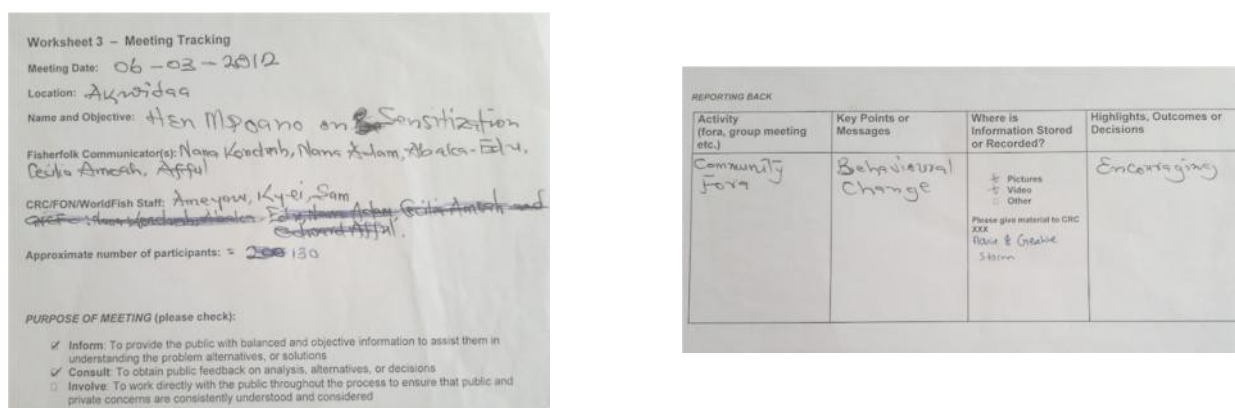 Worksheet 3 – Meeting Tracking
Meeting Date: 06-03-2012
Location: Akwidaa
Name and Objective: Hen Mpoano on Sensitization
Fisherfolk Communicator(s): Nana Kondoh, Nana Adam, Abaka-Edu,
Cecilia Amoah, Afful
CRC/FON/WorldFish Staff: Ameyaw, Kyei, Sam
Approximate number of participants: = 130
PURPOSE OF MEETING (please check):
Inform: To provide the public with balanced and objective information to assist them in
understanding the problem alternatives, or solutions
Consult: To obtain public feedback on analysis, alternatives, or decisions
Involve: To work directly with the public throughout the process to ensure that public and
private concerns are consistently understood and considered
REPORTING BACK
Activity
(fora, group meeting
etc.)
Key Points or
Messages
Where is
Information Stored
or Recorded?
Highlights, Outcomes or
Decisions
Community
Fora
Behavioural
Change
Pictures
Video
Other
Please give material to CRC
XXX
& Creative
Storm
Encouraging